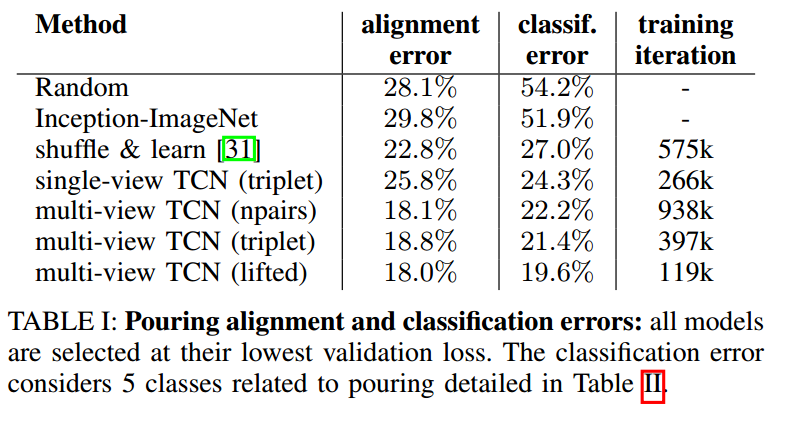 Method alignment error classif. error training iteration
Random 28.1% 54.2% -
Inception-ImageNet 29.8% 51.9% -
shuffle & learn [31] 22.8% 27.0% 575k
single-view TCN (triplet) 25.8% 24.3% 266k
multi-view TCN (npairs) 18.1% 22.2% 938k
multi-view TCN (triplet) 18.8% 21.4% 397k
multi-view TCN (lifted) 18.0% 19.6% 119k
TABLE I: Pouring alignment and classification errors: all models
are selected at their lowest validation loss. The classification error
considers 5 classes related to pouring detailed in Table II.